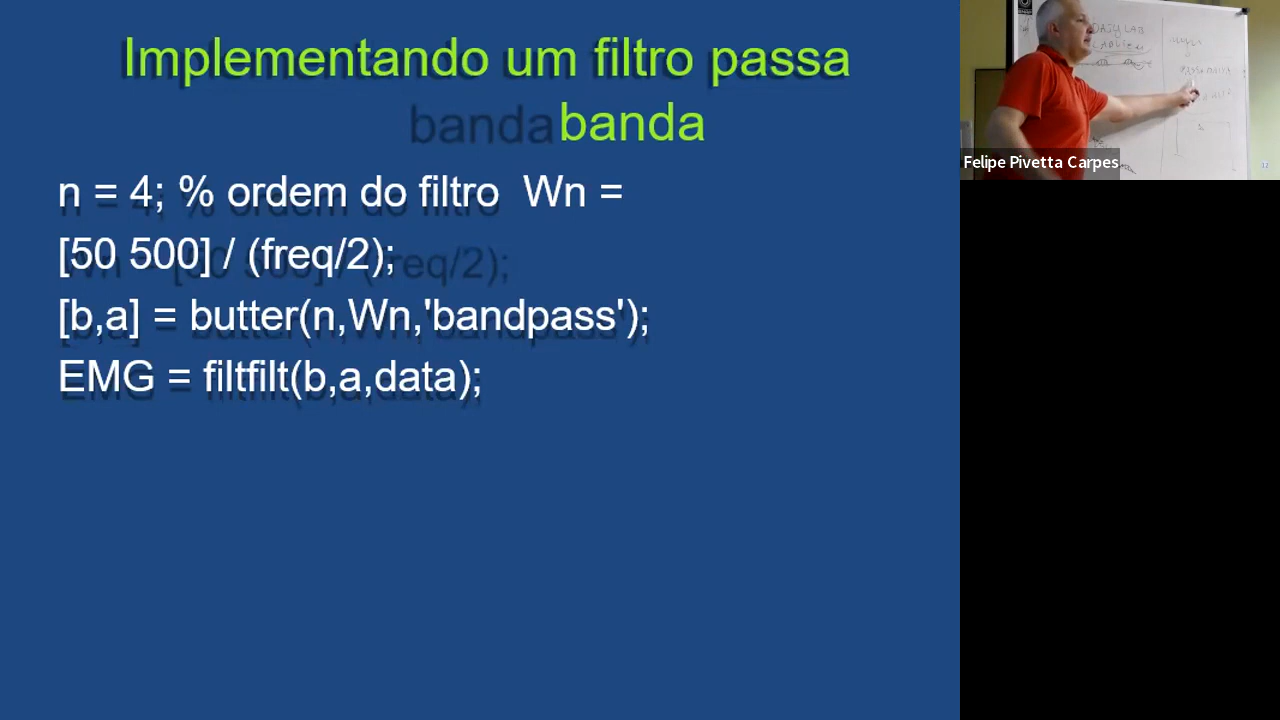 Implementando um filtro passa
banda banda
n = 4; % ordem do filtro Wn =
[50 500] / (freq/2);
[b,a] = butter(n,Wn,'bandpass');
EMG = filtfilt(b,a,data);
Felipe Pivetta Carpes